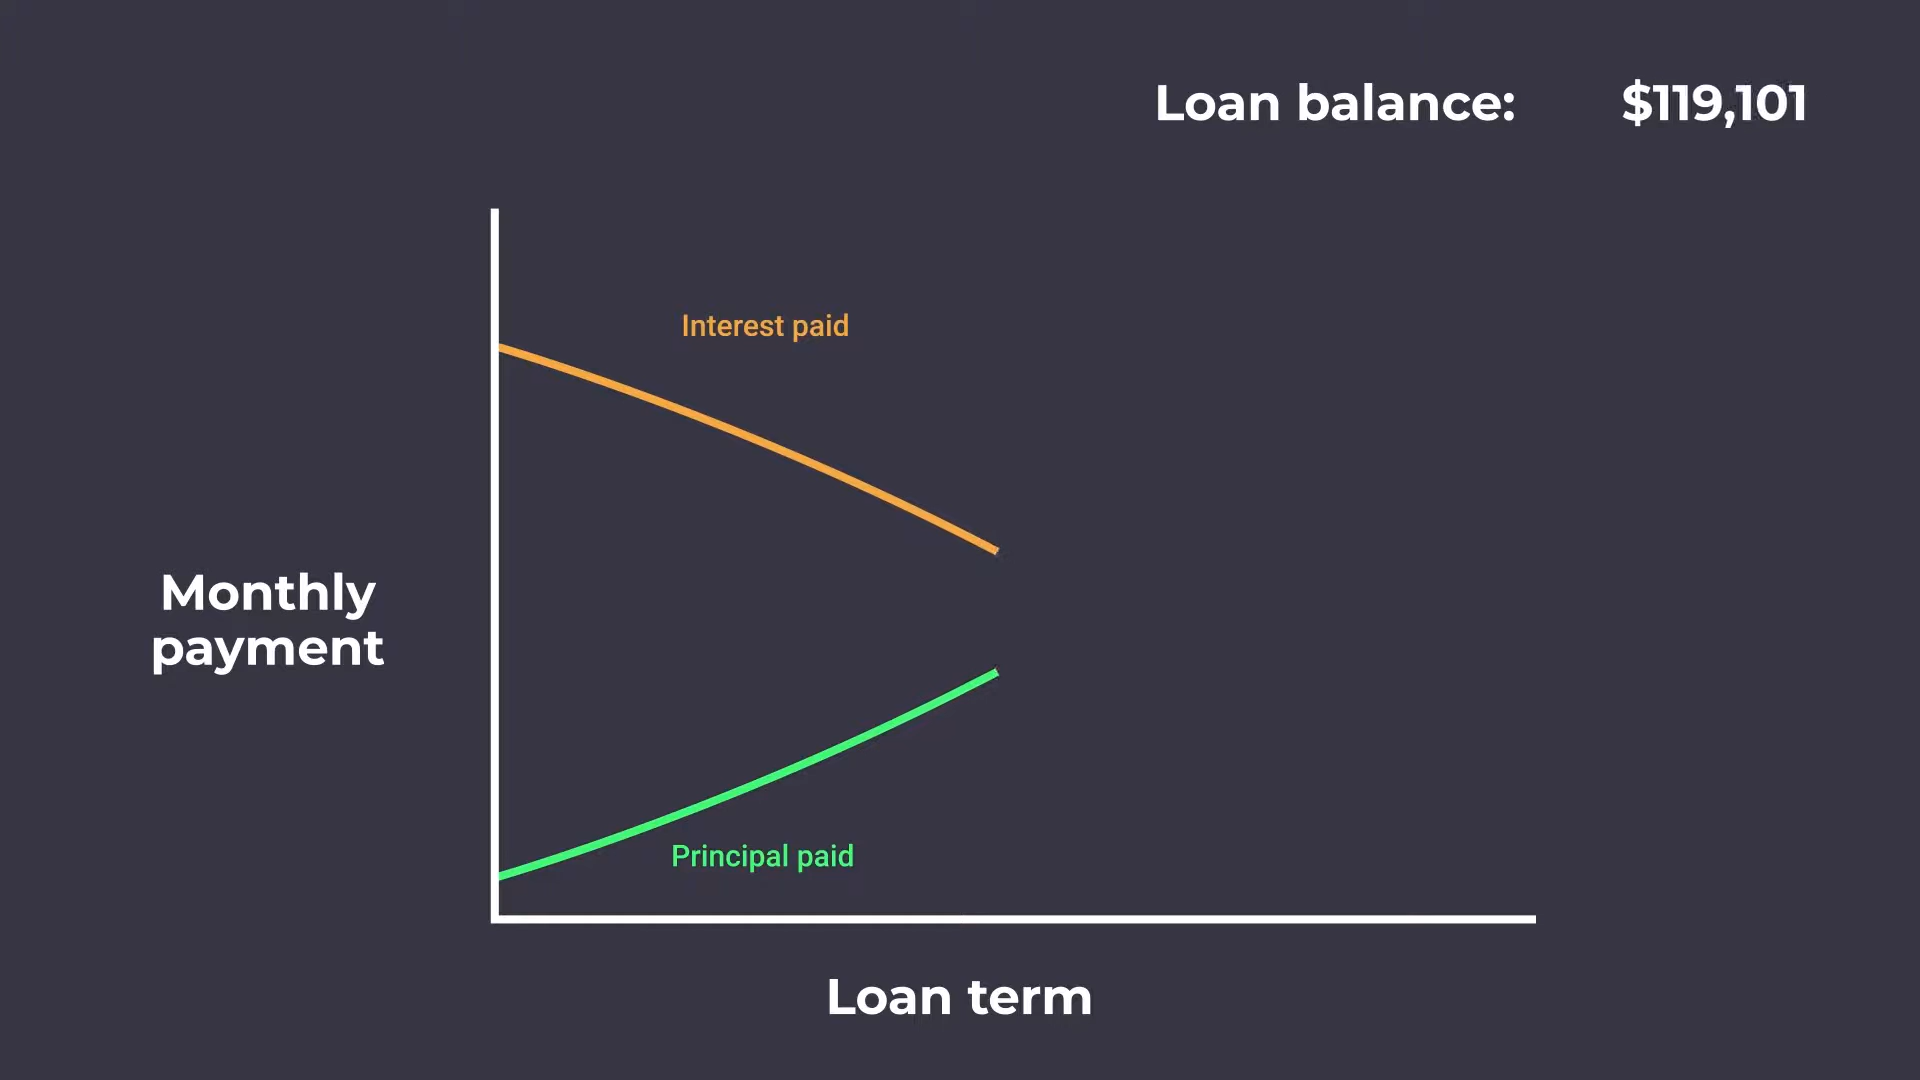 Loan balance: $119,101
Interest paid
Monthly
payment
Principal paid
Loan term